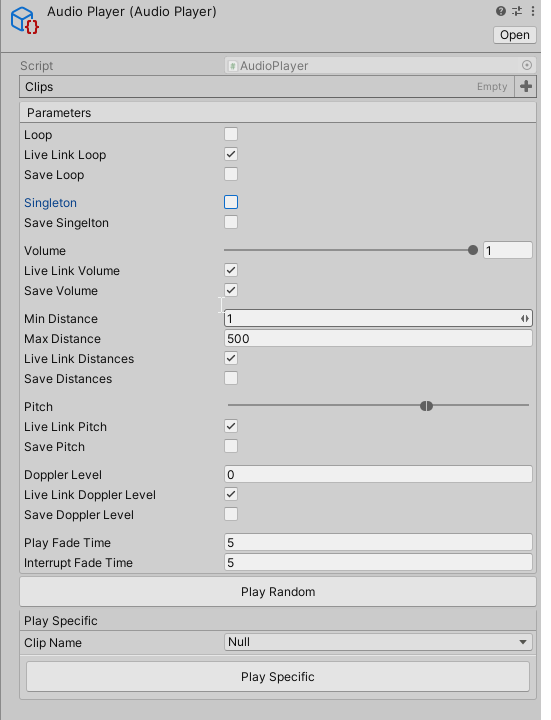 Audio Player (Audio Player)
Open
Script
AudioPlayer
Clips
Empty
Parameters
Loop
Live Link Loop
Save Loop
Singleton
Save Singelton
Volume
1
Live Link Volume
Save Volume
Min Distance
1
Max Distance
500
Live Link Distances
Save Distances
Pitch
Live Link Pitch
Save Pitch
Doppler Level
0
Live Link Doppler Level
Save Doppler Level
Play Fade Time
5
Interrupt Fade Time
5
Play Random
Play Specific
Clip Name
Null
Play Specific